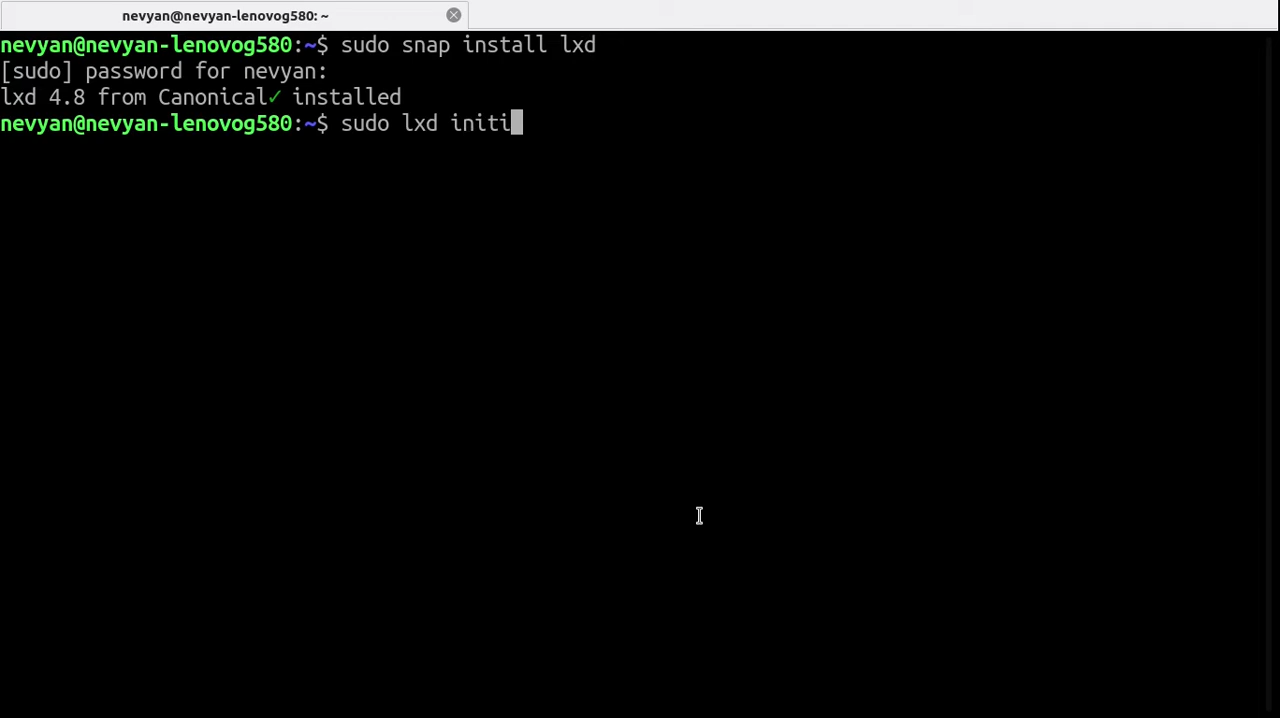 nevyan@nevyan-lenovog580: ~
nevyan@nevyan-lenovog580:~$ sudo snap install lxd
[sudo] password for nevyan:
lxd 4.8 from Canonical✓ installed
nevyan@nevyan-lenovog580:~$ sudo lxd initi